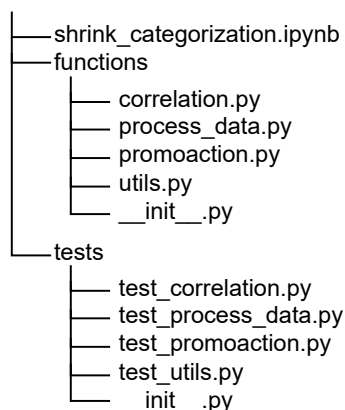 shrink_categorization.ipynb
functions
correlation.py
process_data.py
promoaction.py
utils.py
__init__.py
tests
test_correlation.py
test_process_data.py
test_promoaction.py
test_utils.py
__init__.py